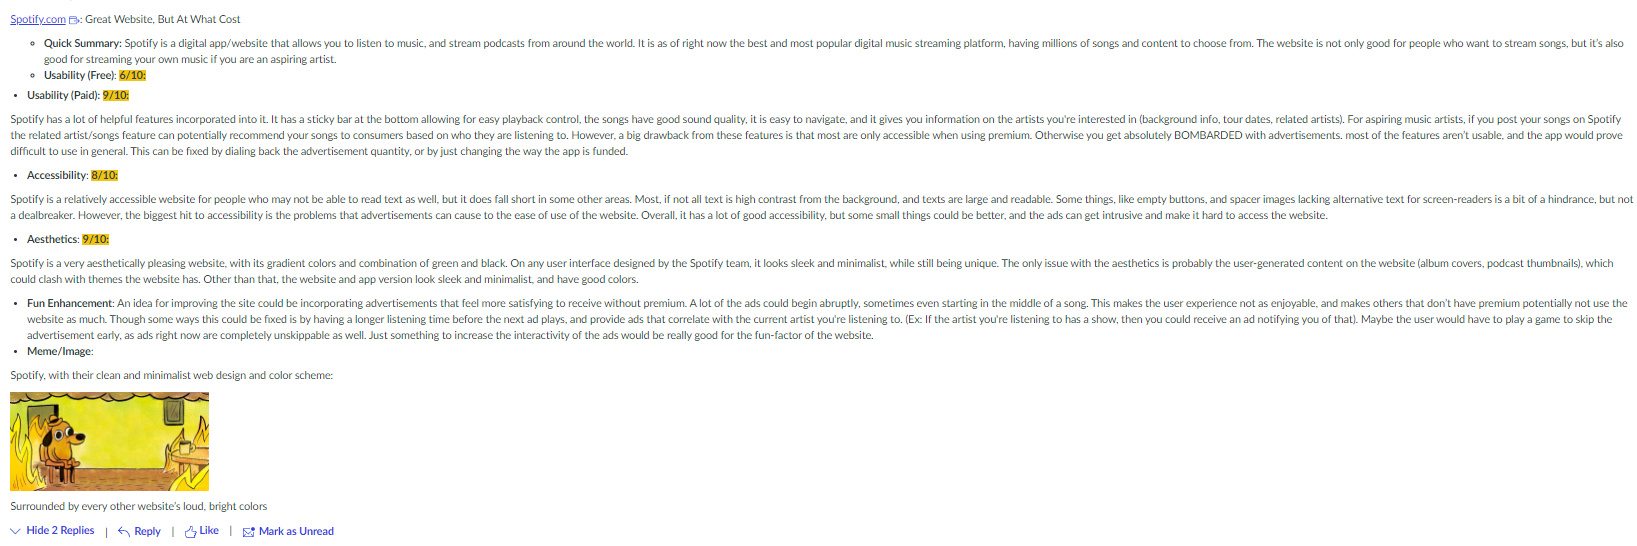 Spotify.com: Great Website, But At What Cost
Quick Summary: Spotify is a digital app/website that allows you to listen to music, and stream podcasts from around the world. It is as of right now the best and most popular digital music streaming platform, having millions of songs and content to choose from. The website is not only good for people who want to stream songs, but it's also
good for streaming your own music if you are an aspiring artist.
Usability (Free): 6/10:
Usability (Paid): 9/10:
Spotify has a lot of helpful features incorporated into it. It has a sticky bar at the bottom allowing for easy playback control, the songs have good sound quality, it is easy to navigate, and it gives you information on the artists you're interested in (background info, tour dates, related artists). For aspiring music artists, if you post your songs on Spotify
the related artist/songs feature can potentially recommend your songs to consumers based on who they are listening to. However, a big drawback from these features is that most are only accessible when using premium. Otherwise you get absolutely BOMBARDED with advertisements. most of the features aren't usable, and the app would prove
difficult to use in general. This can be fixed by dialing back the advertisement quantity, or by just changing the way the app is funded.
Accessibility: 8/10:
Spotify is a relatively accessible website for people who may not be able to read text as well, but it does fall short in some other areas. Most, if not all text is high contrast from the background, and texts are large and readable. Some things, like empty buttons, and spacer images lacking alternative text for screen-readers is a bit of a hindrance, but not
a dealbreaker. However, the biggest hit to accessibility is the problems that advertisements can cause to the ease of use of the website. Overall, it has a lot of good accessibility, but some small things could be better, and the ads can get intrusive and make it hard to access the website.
Aesthetics: 9/10:
Spotify is a very aesthetically pleasing website, with its gradient colors and combination of green and black. On any user interface designed by the Spotify team, it looks sleek and minimalist, while still being unique. The only issue with the aesthetics is probably the user-generated content on the website (album covers, podcast thumbnails), which
could clash with themes the website has. Other than that, the website and app version look sleek and minimalist, and have good colors.
Fun Enhancement: An idea for improving the site could be incorporating advertisements that feel more satisfying to receive without premium. A lot of the ads could begin abruptly, sometimes even starting in the middle of a song. This makes the user experience not as enjoyable, and makes others that don't have premium potentially not use the
website as much. Though some ways this could be fixed is by having a longer listening time before the next ad plays, and provide ads that correlate with the current artist you're listening to. (Ex: If the artist you're listening to has a show, then you could receive an ad notifying you of that). Maybe the user would have to play a game to skip the
advertisement early, as ads right now are completely unskippable as well. Just something to increase the interactivity of the ads would be really good for the fun-factor of the website.
Meme/Image:
Spotify, with their clean and minimalist web design and color scheme:
Surrounded by every other website's loud, bright colors
Hide 2 Replies | Reply | Like | Mark as Unread